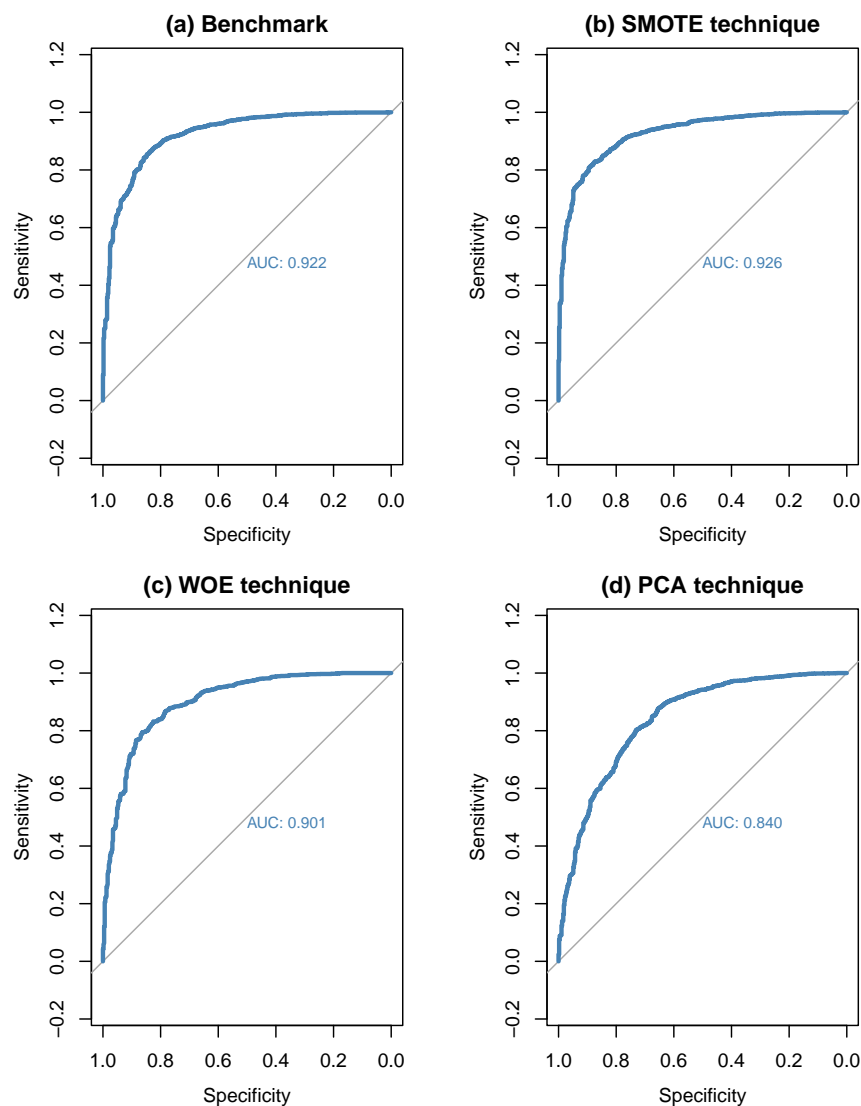 (a) Benchmark
1.2
1.0
0.8
0.6
0.4
0.2
0.0
−0.2
Sensitivity
AUC: 0.922
1.0 0.8 0.6 0.4 0.2 0.0
Specificity
(b) SMOTE technique
1.2
1.0
0.8
0.6
0.4
0.2
0.0
−0.2
Sensitivity
AUC: 0.926
1.0 0.8 0.6 0.4 0.2 0.0
Specificity
(c) WOE technique
1.2
1.0
0.8
0.6
0.4
0.2
0.0
−0.2
Sensitivity
AUC: 0.901
1.0 0.8 0.6 0.4 0.2 0.0
Specificity
(d) PCA technique
1.2
1.0
0.8
0.6
0.4
0.2
0.0
−0.2
Sensitivity
AUC: 0.840
1.0 0.8 0.6 0.4 0.2 0.0
Specificity